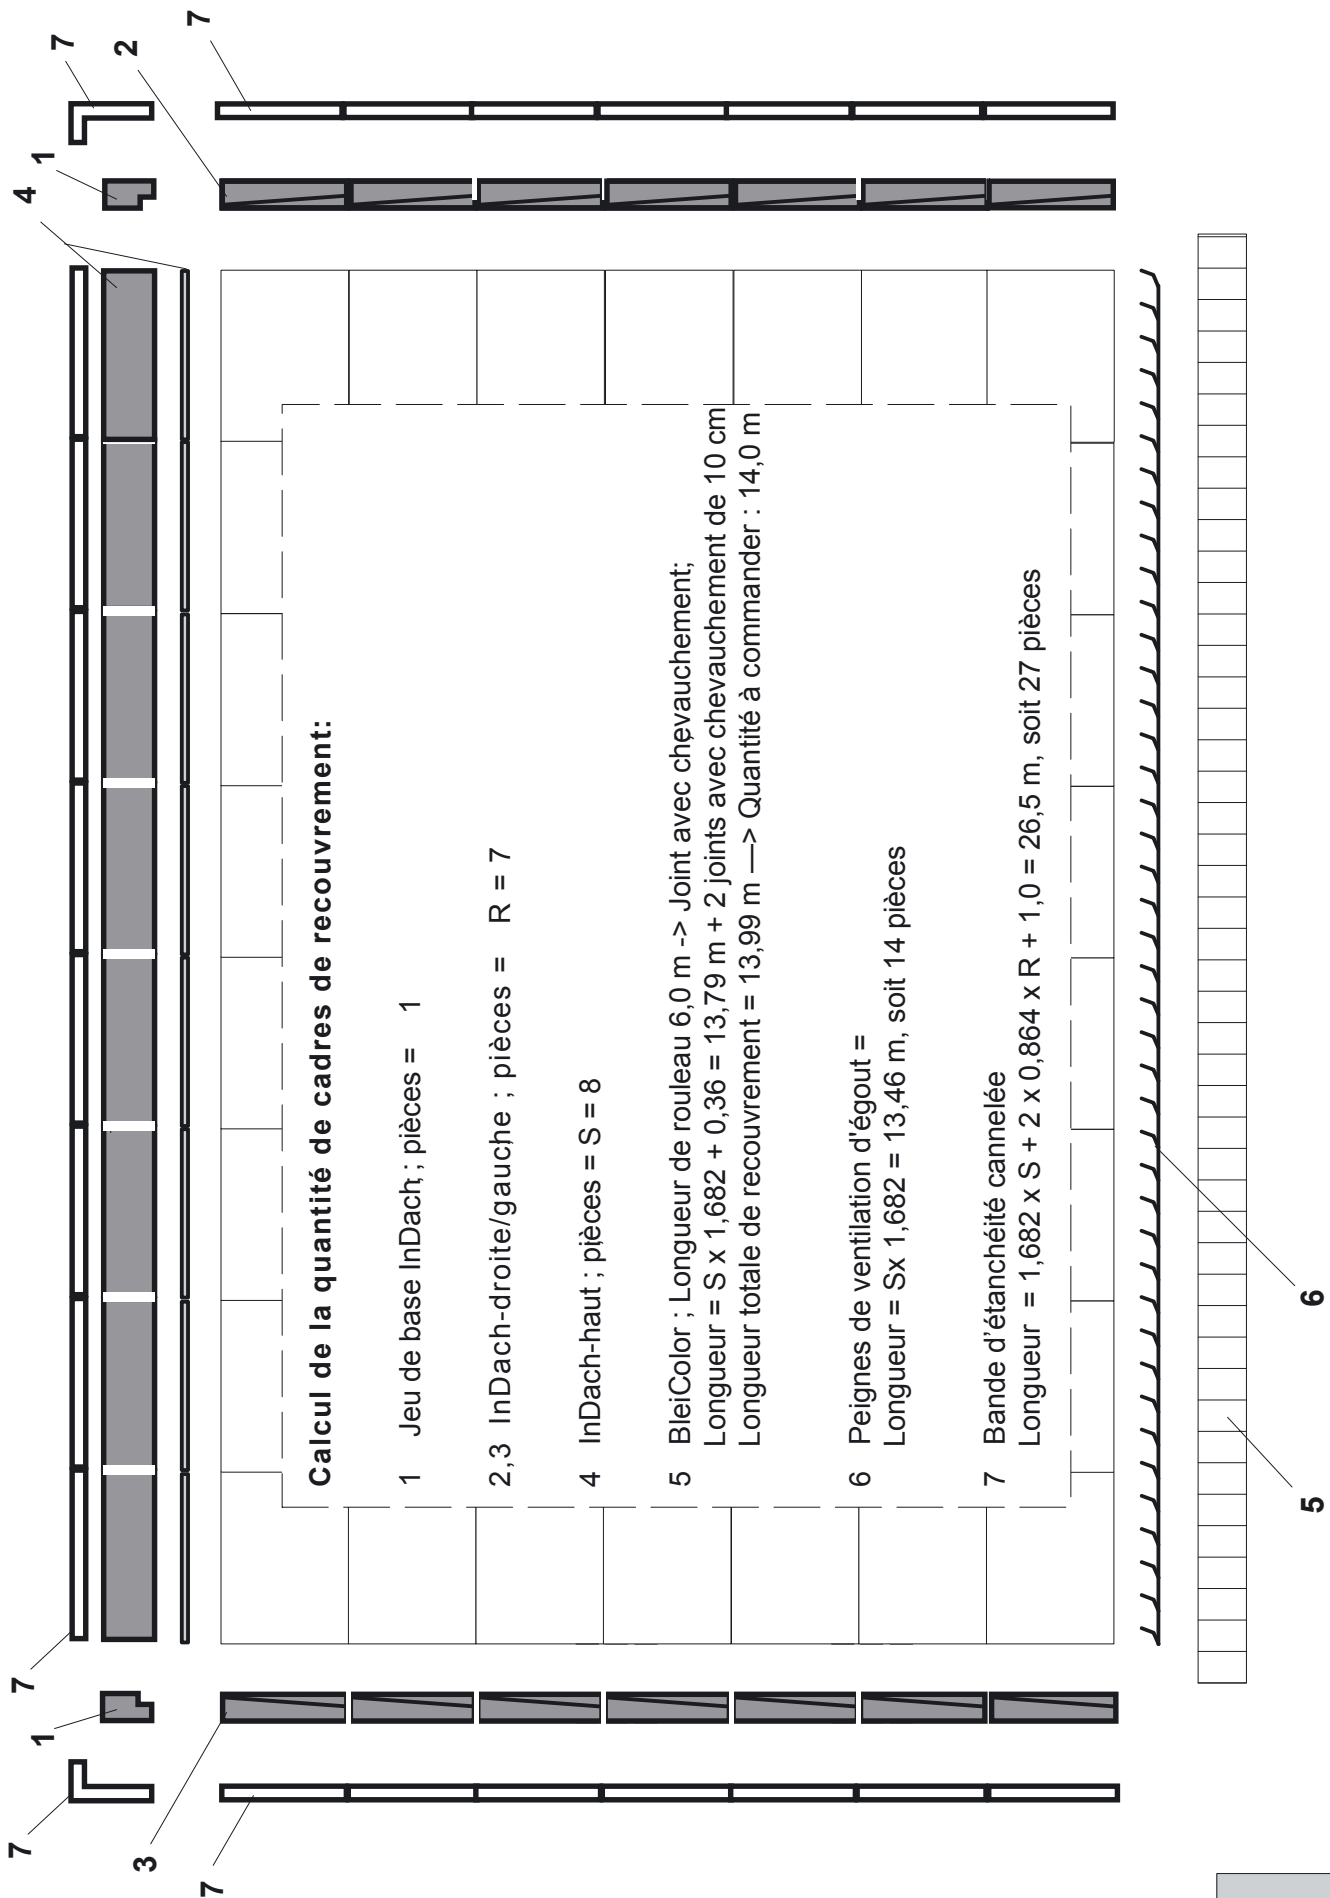 7
1
4
7
1
7
2
7
3
7
Calcul de la quantité de cadres de recouvrement:
1 Jeu de base InDach; ; pièces = 1
2,3 InDach-droite/gauche ; pièces = R = 7
4 InDach-haut ; pièces = S = 8
5 BleiColor ; Longueur de rouleau 6,0 m -> Joint avec chevauchement;
Longueur = S x 1,682 + 0,36 = 13,79 m + 2 joints avec chevauchement de 10 cm
Longueur totale de recouvrement = 13,99 m —> Quantité à commander : 14,0 m
6 Peignes de ventilation d'égout =
Longueur = Sx 1,682 = 13,46 m, soit 14 pièces
7 Bande d'étanchéité cannelée
Longueur = 1,682 x S + 2 x 0,864 x R + 1,0 = 26,5 m, soit 27 pièces
7
5
6